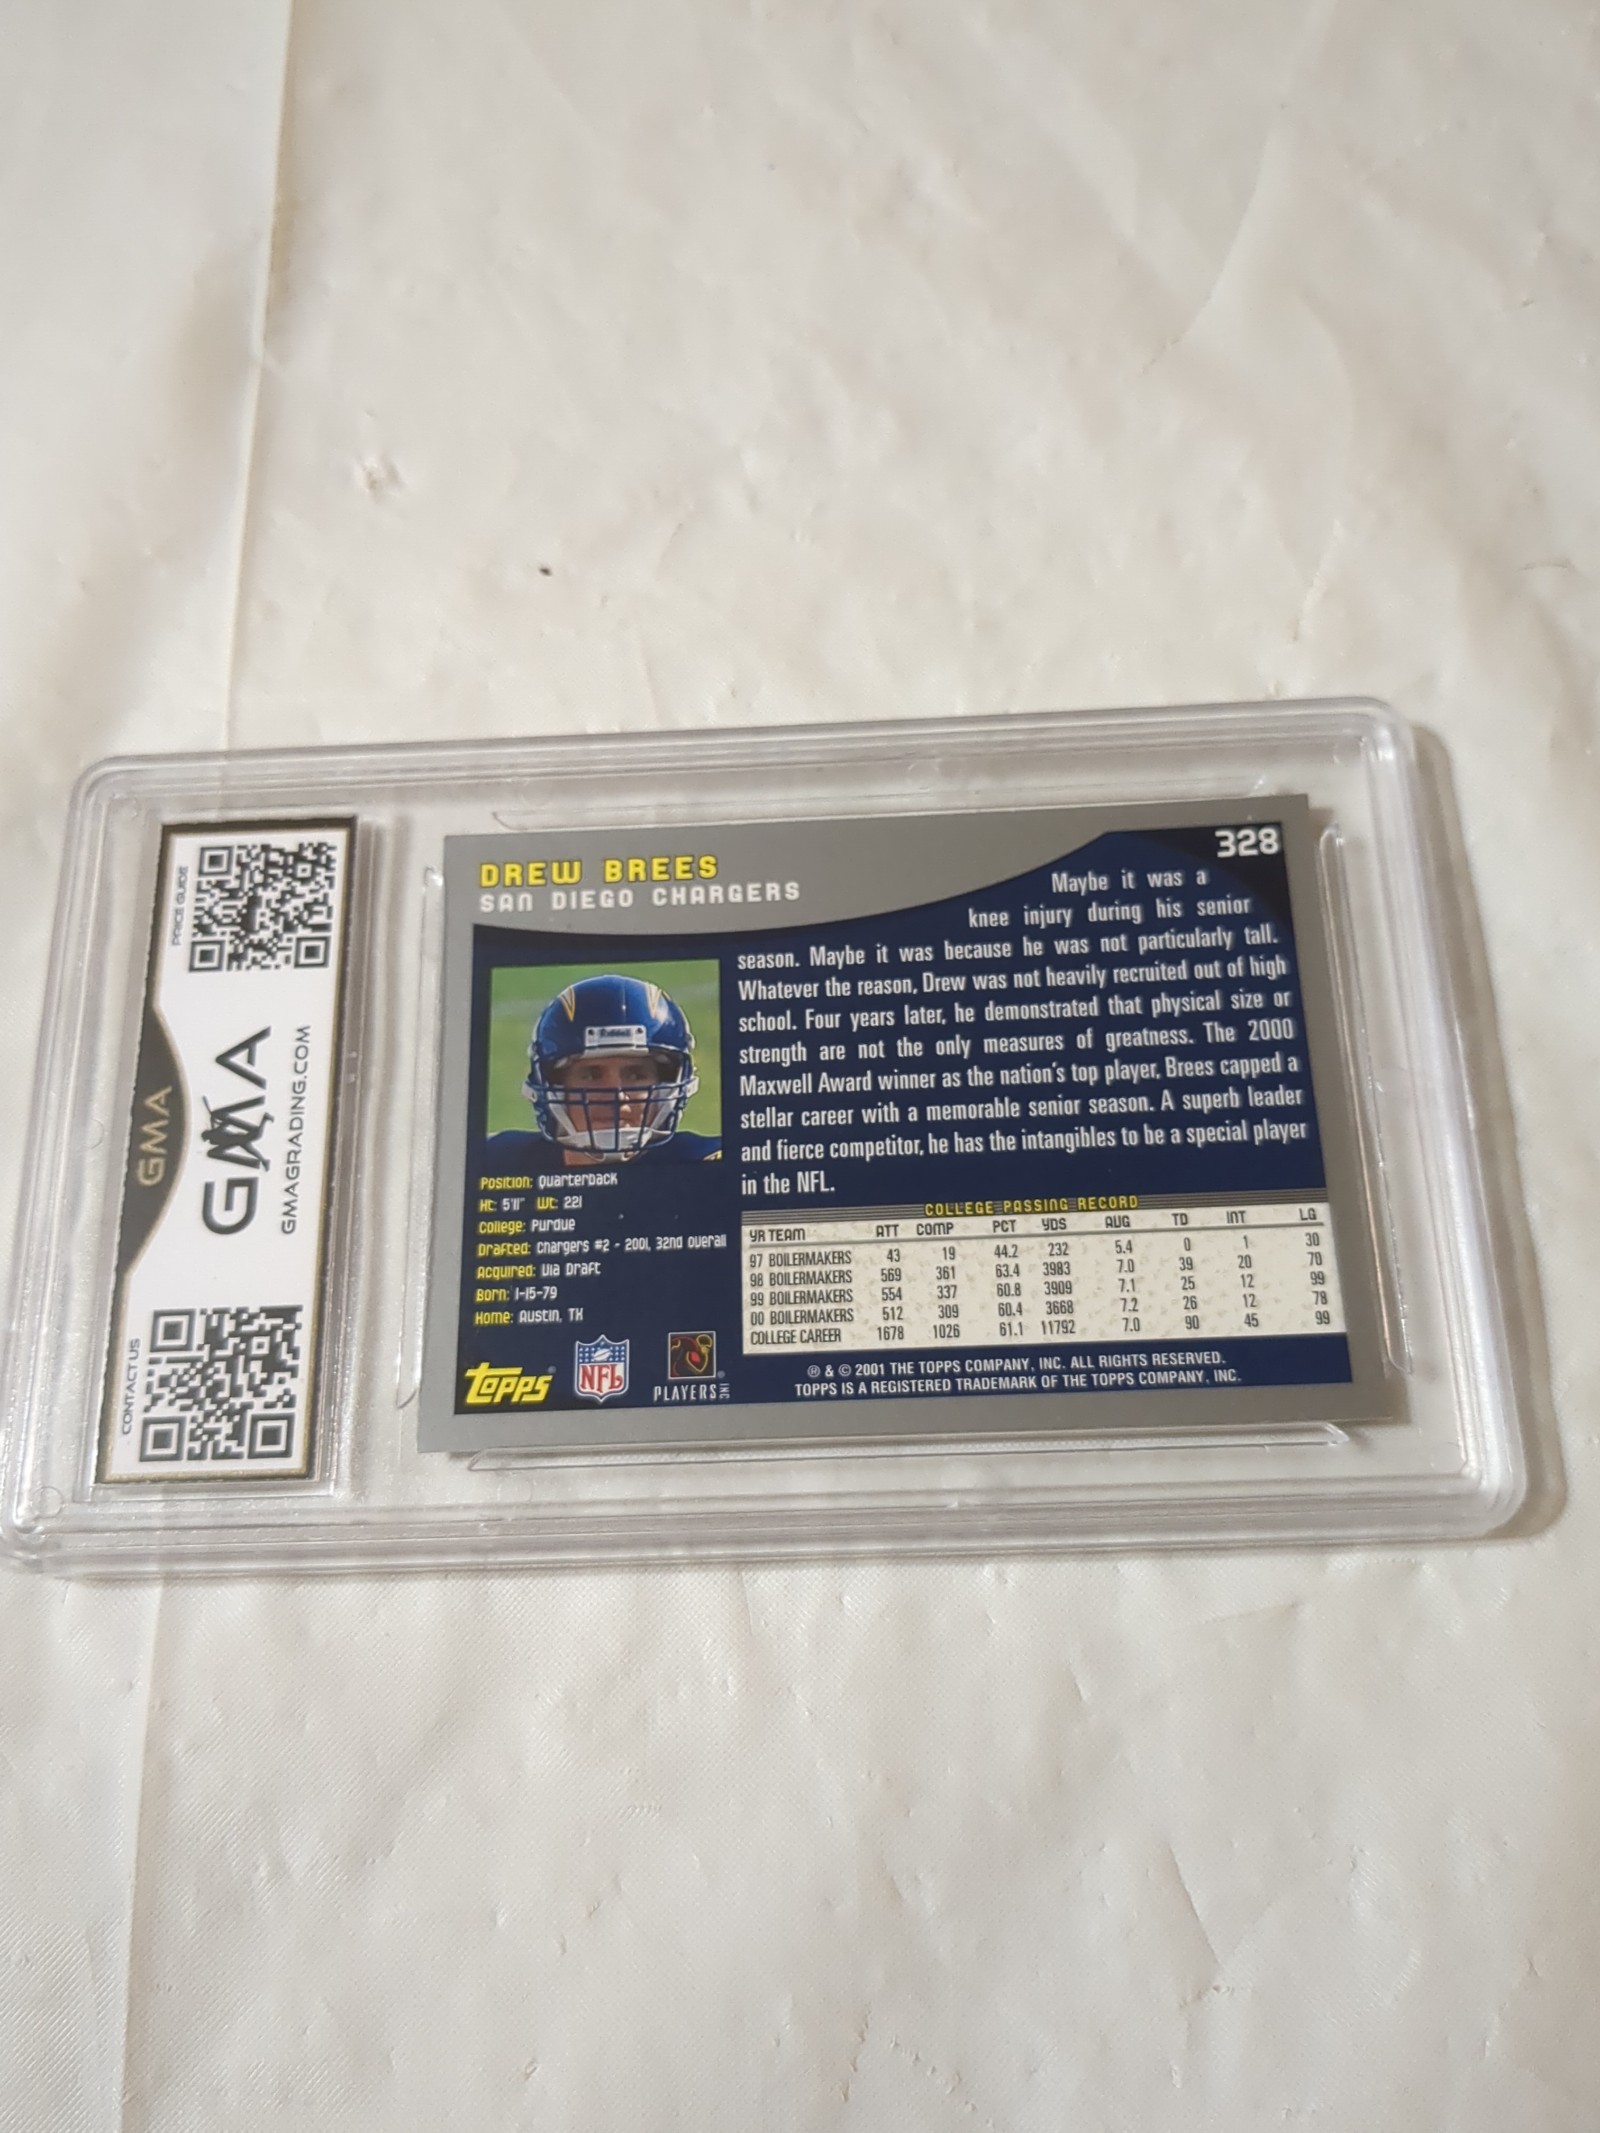 PRICE GUIDE
GMA
GMA
GMAGRADING.COM
CONTACT US
DREW BREES
SAN DIEGO CHARGERS
328
Maybe it was a
knee injury during his senior
season. Maybe it was because he was not particularly tall.
Whatever the reason, Drew was not heavily recruited out of high
school. Four years later, he demonstrated that physical size or
strength are not the only measures of greatness. The 2000
Maxwell Award winner as the nation's top player, Brees capped a
stellar career with a memorable senior season. A superb leader
and fierce competitor, he has the intangibles to be a special player
in the NFL.
Riddell
Position: Quarterback
Ht: 5'11" Wt: 221
College: Purdue
Drafted: Chargers #2 - 2001, 32nd overall
Acquired: Via Draft
Born: 1-15-79
Home: Austin, TX
COLLEGE PASSING RECORD
YR TEAM ATT COMP PCT YDS AVG TD INT LG
97 BOILERMAKERS 43 19 44.2 232 5.4 0 1 30
98 BOILERMAKERS 569 361 63.4 3983 7.0 39 20 70
99 BOILERMAKERS 554 337 60.8 3909 7.1 25 12 99
00 BOILERMAKERS 512 309 60.4 3668 7.2 26 12 78
COLLEGE CAREER 1678 1026 61.1 11792 7.0 90 45 99
Topps® NFL PLAYERS INC
® & © 2001 THE TOPPS COMPANY, INC. ALL RIGHTS RESERVED.
TOPPS IS A REGISTERED TRADEMARK OF THE TOPPS COMPANY, INC.